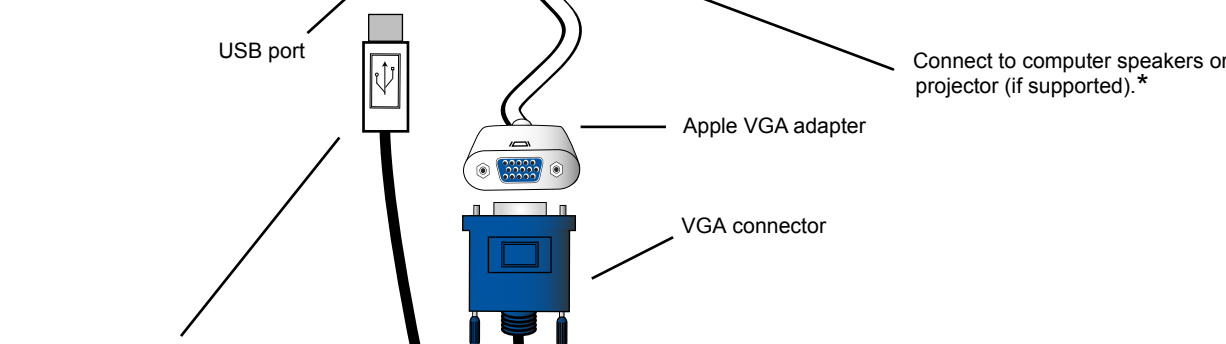 USB port
Connect to computer speakers or
projector (if supported).*
Apple VGA adapter
VGA connector